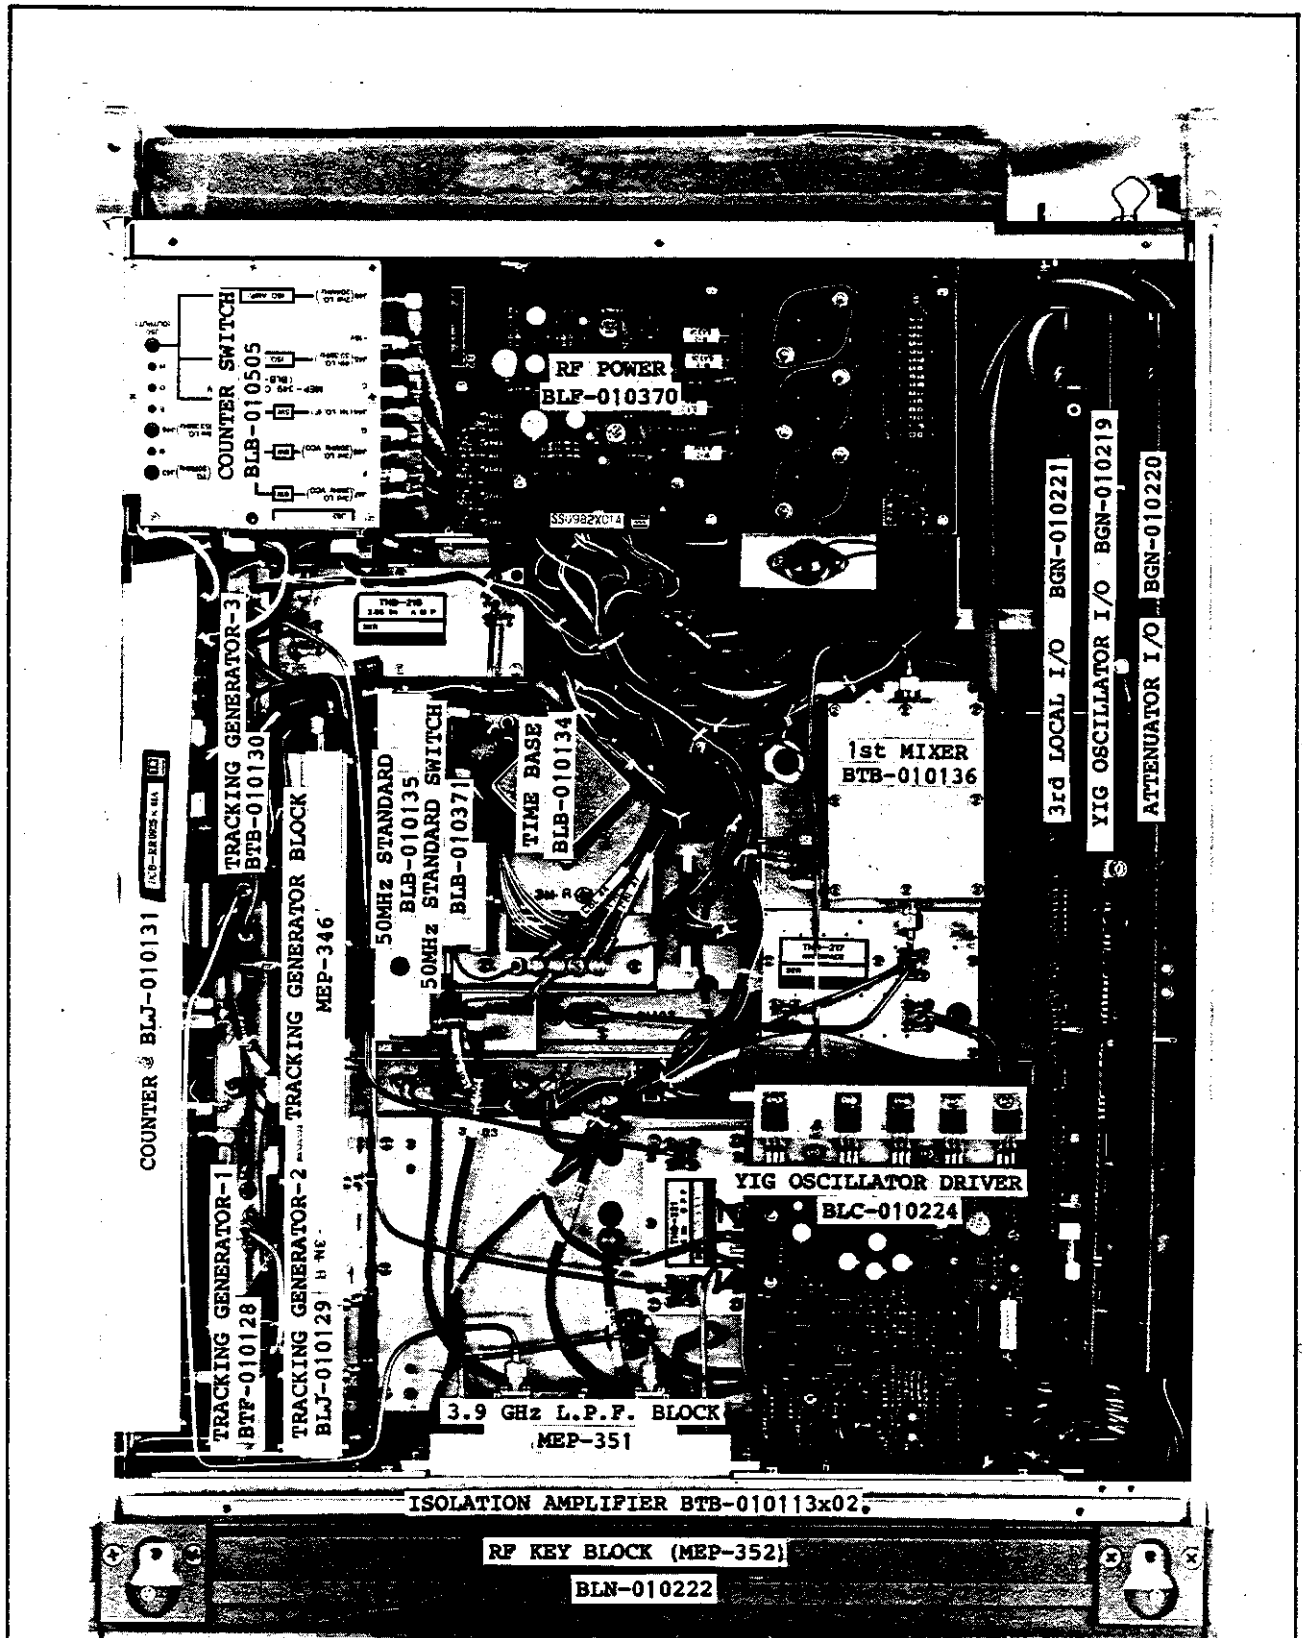 COUNTER SWITCH
BLB-010505
RF POWER
BLF-010370
SS0982X01A
3rd LOCAL I/O BGN-010221
YIG OSCILLATOR I/O BGN-010219
ATTENUATOR I/O BGN-010220
TRACKING GENERATOR-3
BTB-010130
COUNTER @ BLJ-010131
TRACKING GENERATOR BLOCK
MEP-346
50MHz STANDARD
BLB-010135
50MHz STANDARD SWITCH
BLB-010371
TIME BASE
BLB-010134
1st MIXER
BTB-010136
TRACKING GENERATOR-1
BTF-010128
TRACKING GENERATOR-2
BLJ-010129
YIG OSCILLATOR DRIVER
BLC-010224
3.9 GHz L.P.F. BLOCK
MEP-351
ISOLATION AMPLIFIER BTB-010113x02
RF KEY BLOCK (MEP-352)
BLN-010222